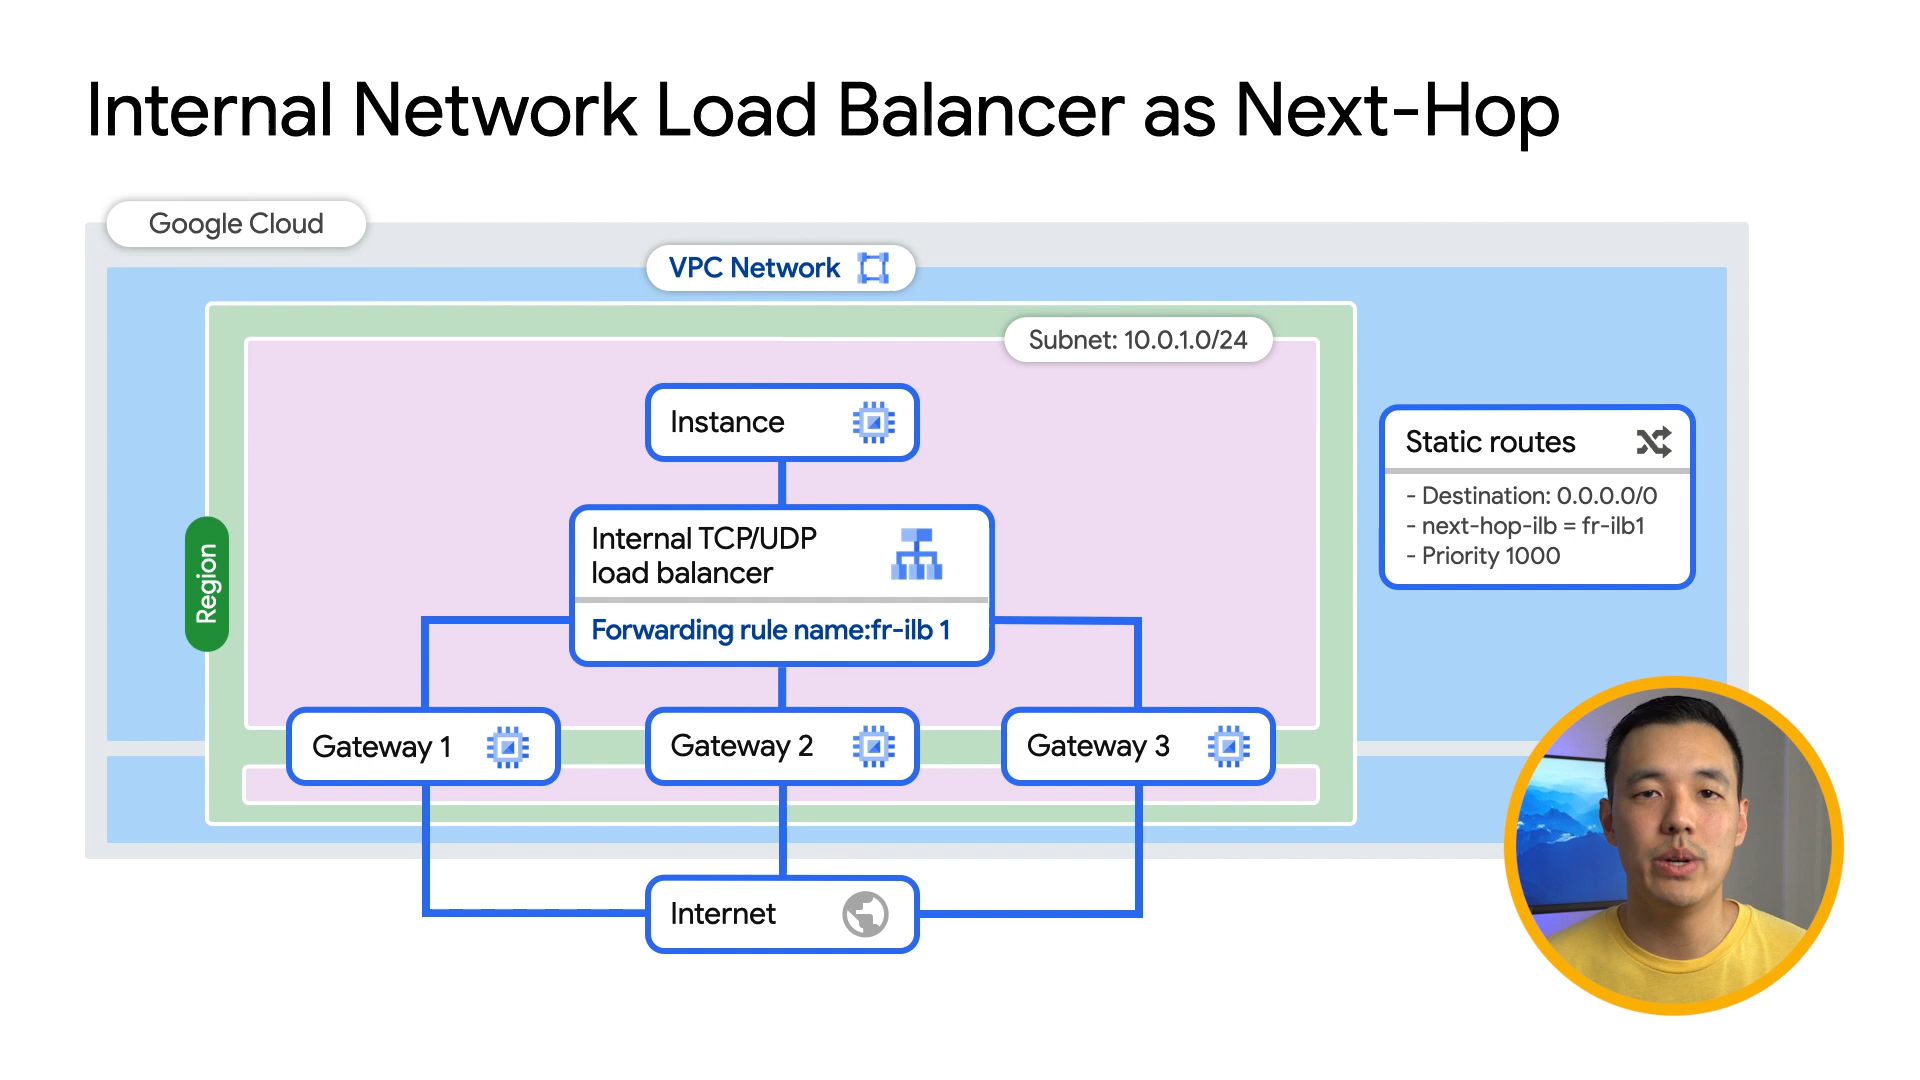 Internal Network Load Balancer as Next-Hop
Google Cloud
VPC Network
Subnet: 10.0.1.0/24
Instance
Static routes
- Destination: 0.0.0.0/0
- next-hop-ilb = fr-ilb1
- Priority 1000
Internal TCP/UDP
load balancer
Forwarding rule name:fr-ilb 1
Region
Gateway 1
Gateway 2
Gateway 3
Internet